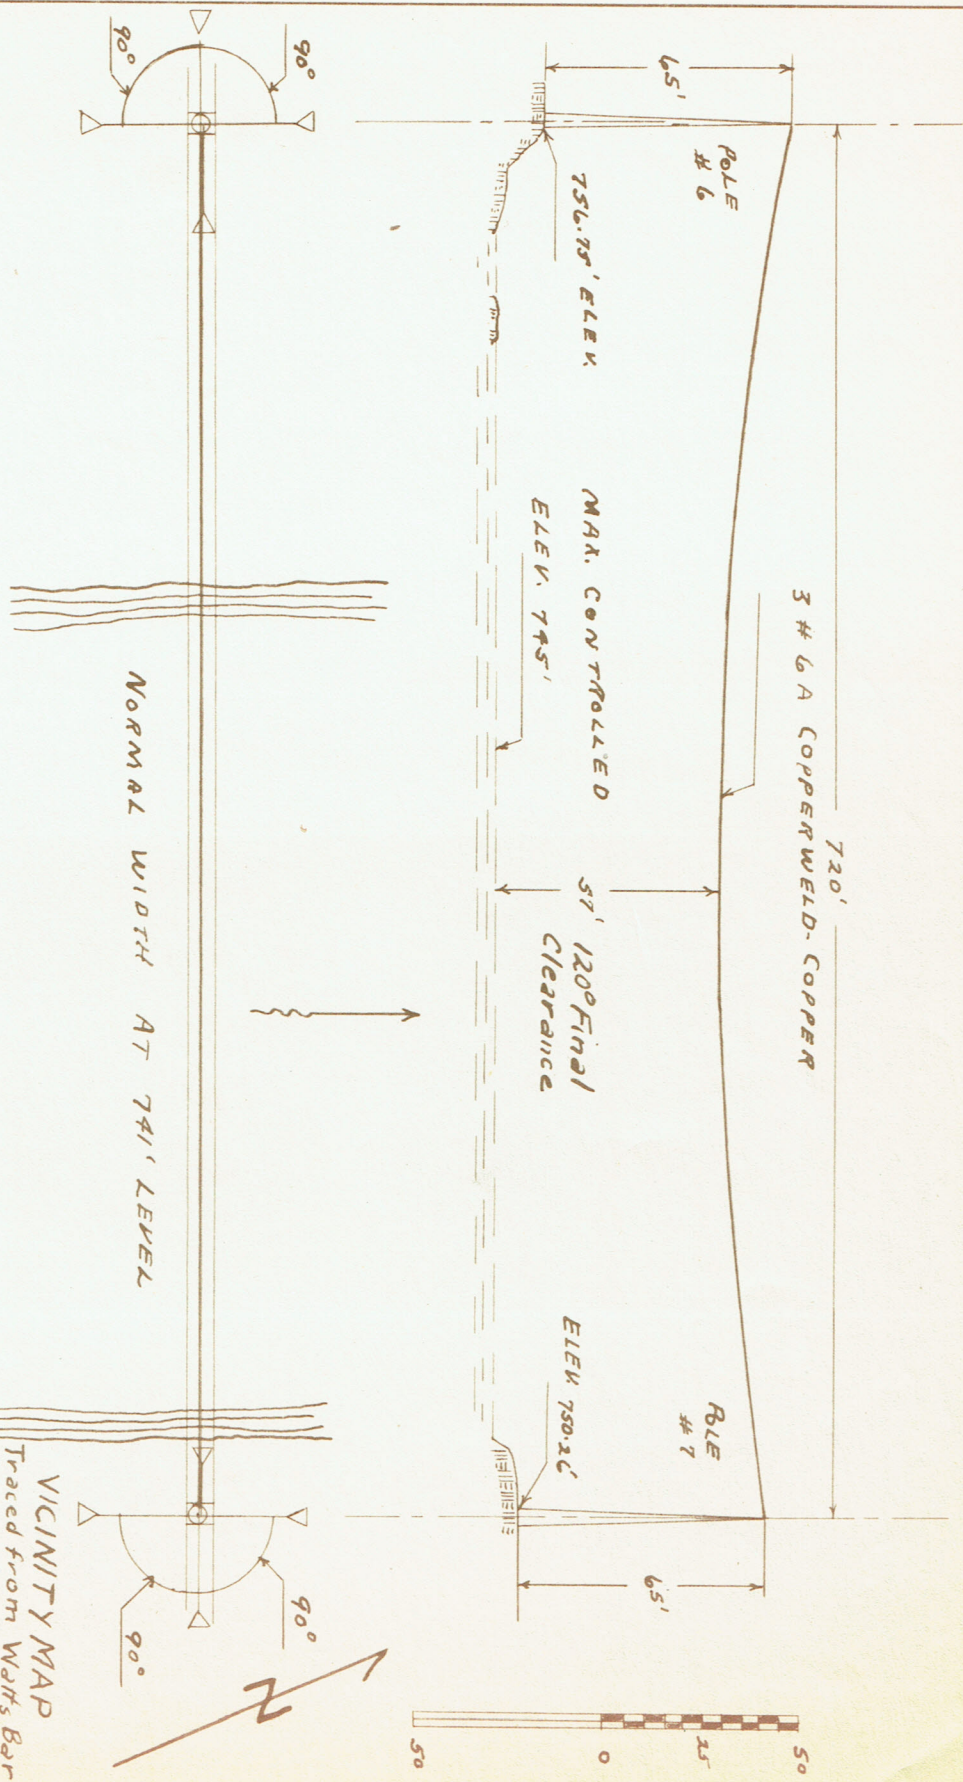 720'
3 # 6 A COPPERWELD-COPPER
65'
POLE
# 6
POLE
# 7
65'
756.75' ELEV.
MAX. CONTROLLED
ELEV. 745'
57' 120° Final
Clearance
ELEV. 750.26'
90°
90°
NORMAL WIDTH AT 741' LEVEL
90°
90°
N
50
25
0
50
VICINITY MAP
Traced from Watts Bar